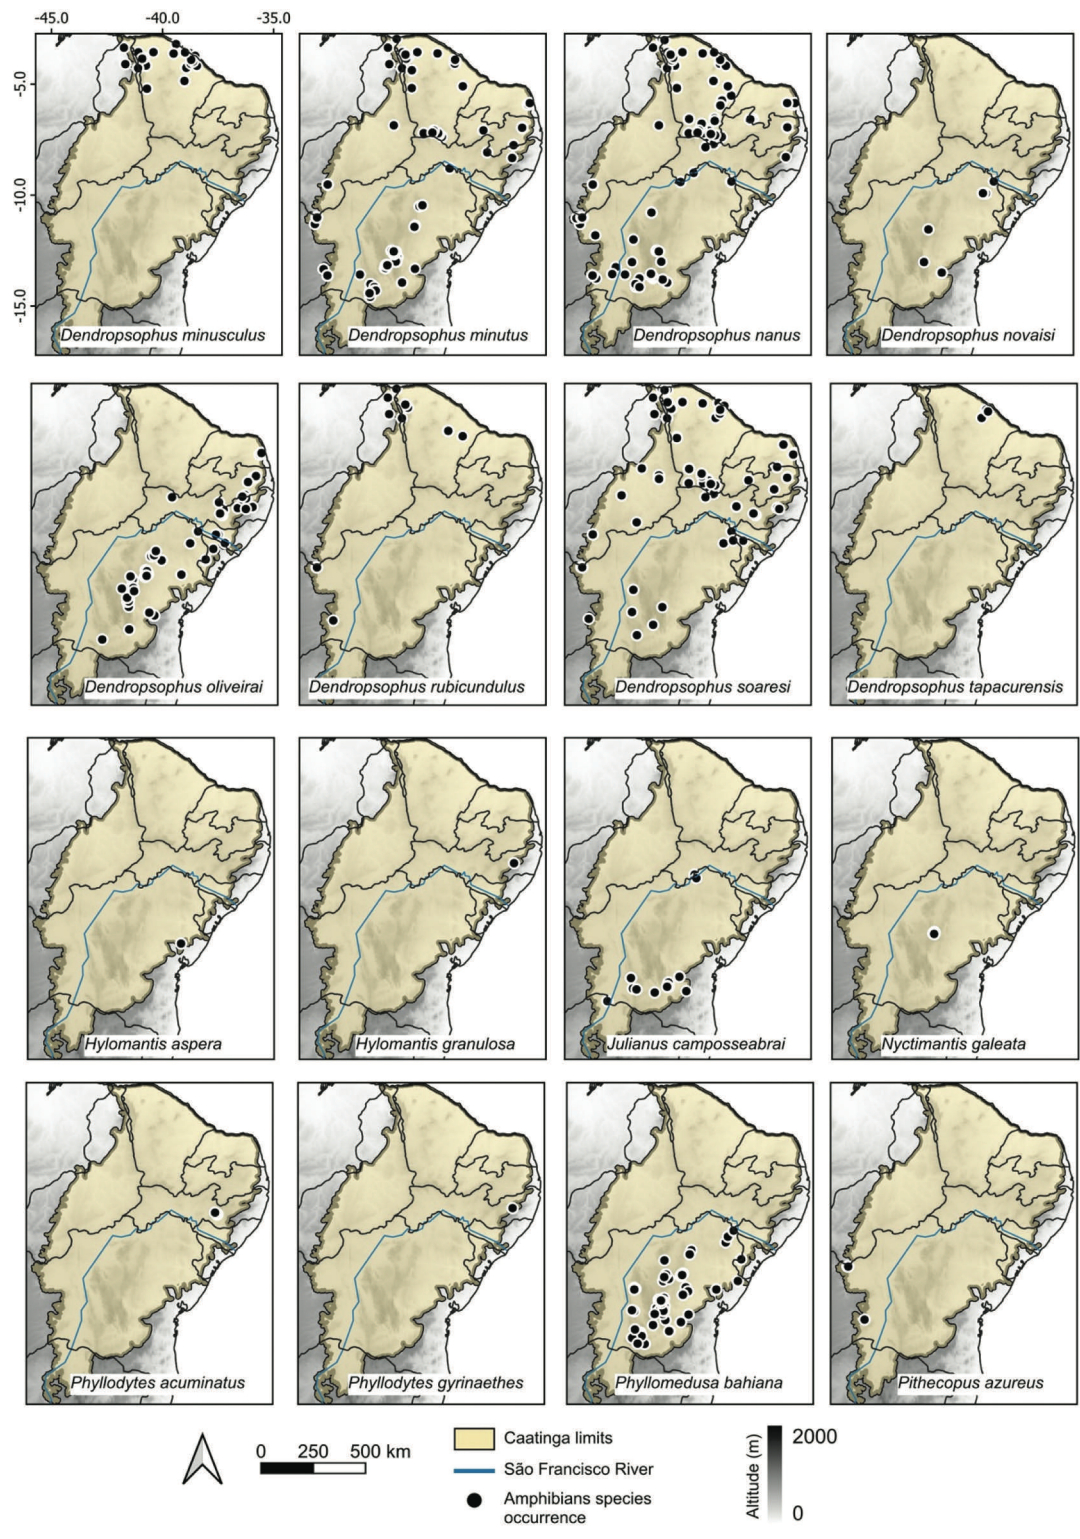 -45.0 -40.0 -35.0
-5.0
-10.0
-15.0
Dendropsophus minusculus
Dendropsophus minutus
Dendropsophus nanus
Dendropsophus novaisi
Dendropsophus oliveirai
Dendropsophus rubicundulus
Dendropsophus soaresi
Dendropsophus tapacurensis
Hylomantis aspera
Hylomantis granulosa
Julianus camposseabrai
Nyctimantis galeata
Phyllodytes acuminatus
Phyllodytes gyrinaethes
Phyllomedusa bahiana
Pithecopus azureus
0 250 500 km
Caatinga limits
São Francisco River
Amphibians species
occurrence
Altitude (m)
2000
0